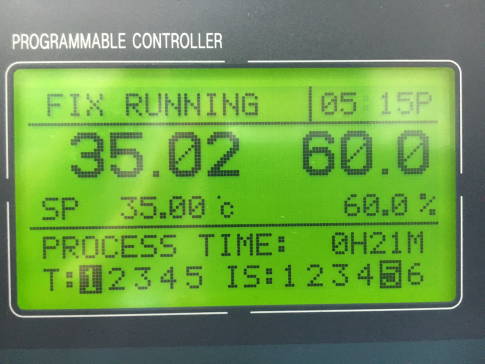 PROGRAMMABLE CONTROLLER
FIX RUNNING 05:15P
35.02 60.0
SP 35.00 °C 60.0 %
PROCESS TIME: 0H21M
T:12345 IS:123456